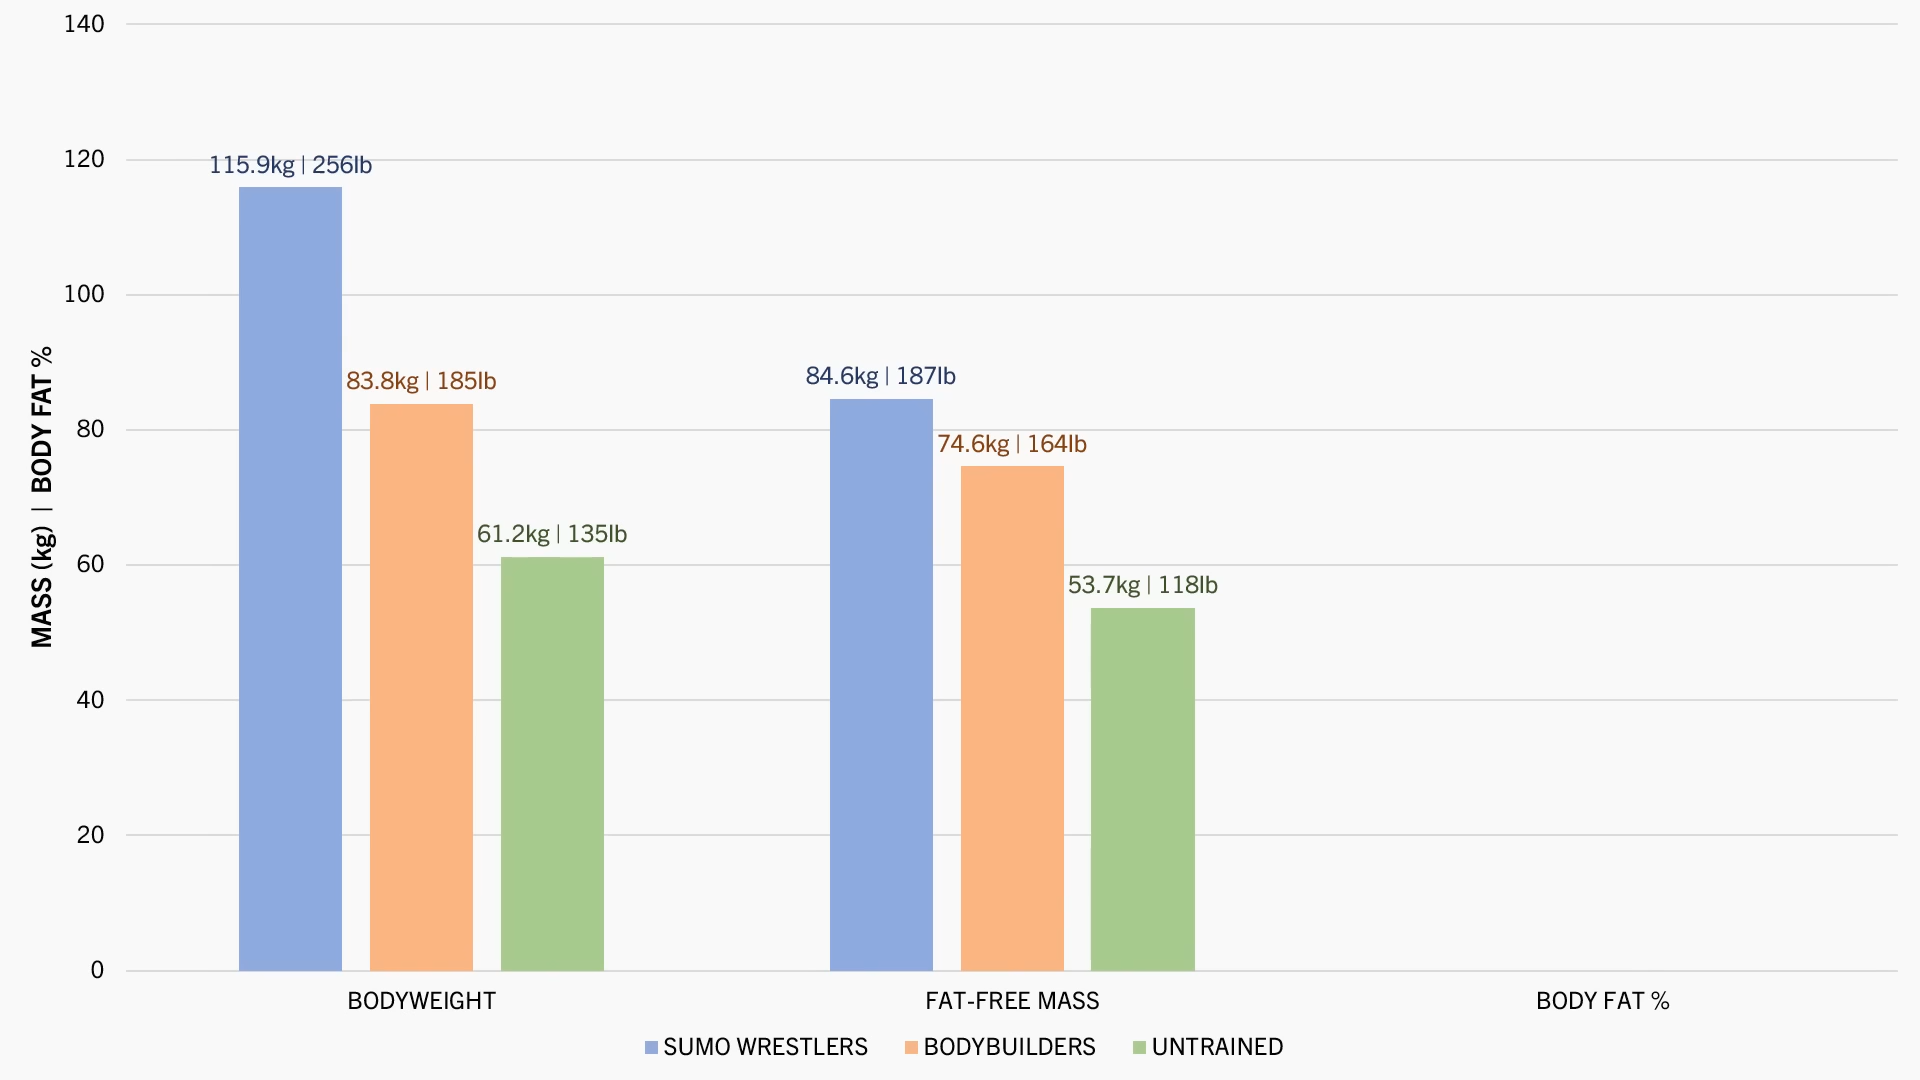 140
120
100
80
60
40
20
0
MASS (kg) | BODY FAT %
115.9kg | 256lb
83.8kg | 185lb
61.2kg | 135lb
84.6kg | 187lb
74.6kg | 164lb
53.7kg | 118lb
BODYWEIGHT
FAT-FREE MASS
BODY FAT %
SUMO WRESTLERS
BODYBUILDERS
UNTRAINED